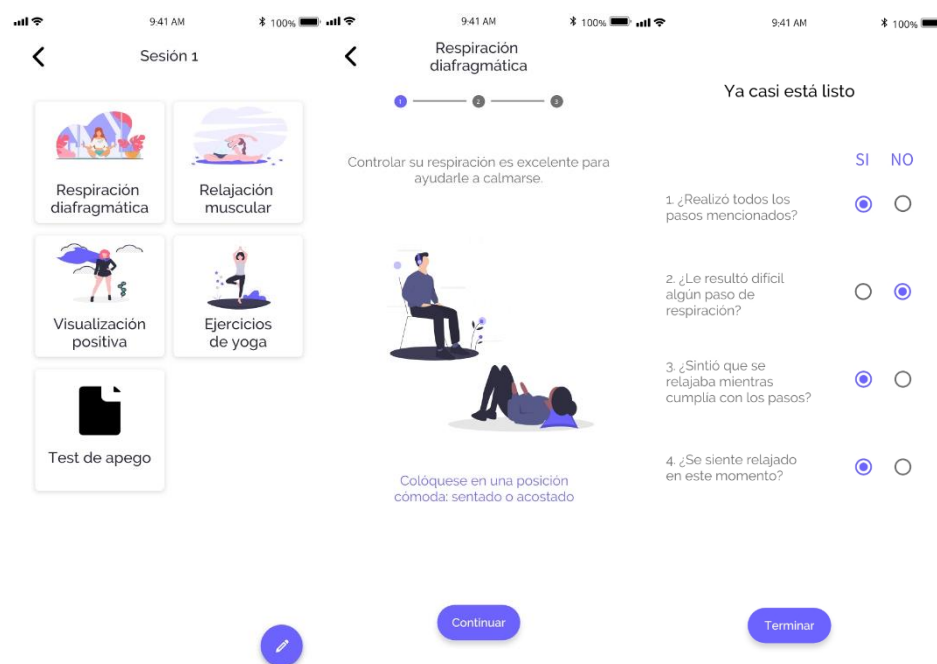 9:41 AM
100%
Sesión 1
Respiración
diafragmática
Relajación
muscular
Visualización
positiva
Ejercicios
de yoga
Test de apego
9:41 AM
100%
Respiración
diafragmática
1
2
3
Controlar su respiración es excelente para
ayudarle a calmarse.
Colóquese en una posición
cómoda: sentado o acostado
Continuar
9:41 AM
100%
Ya casi está listo
SI NO
1. ¿Realizó todos los
pasos mencionados?
2. ¿Le resultó difícil
algún paso de
respiración?
3. ¿Sintió que se
relajaba mientras
cumplía con los pasos?
4. ¿Se siente relajado
en este momento?
Terminar